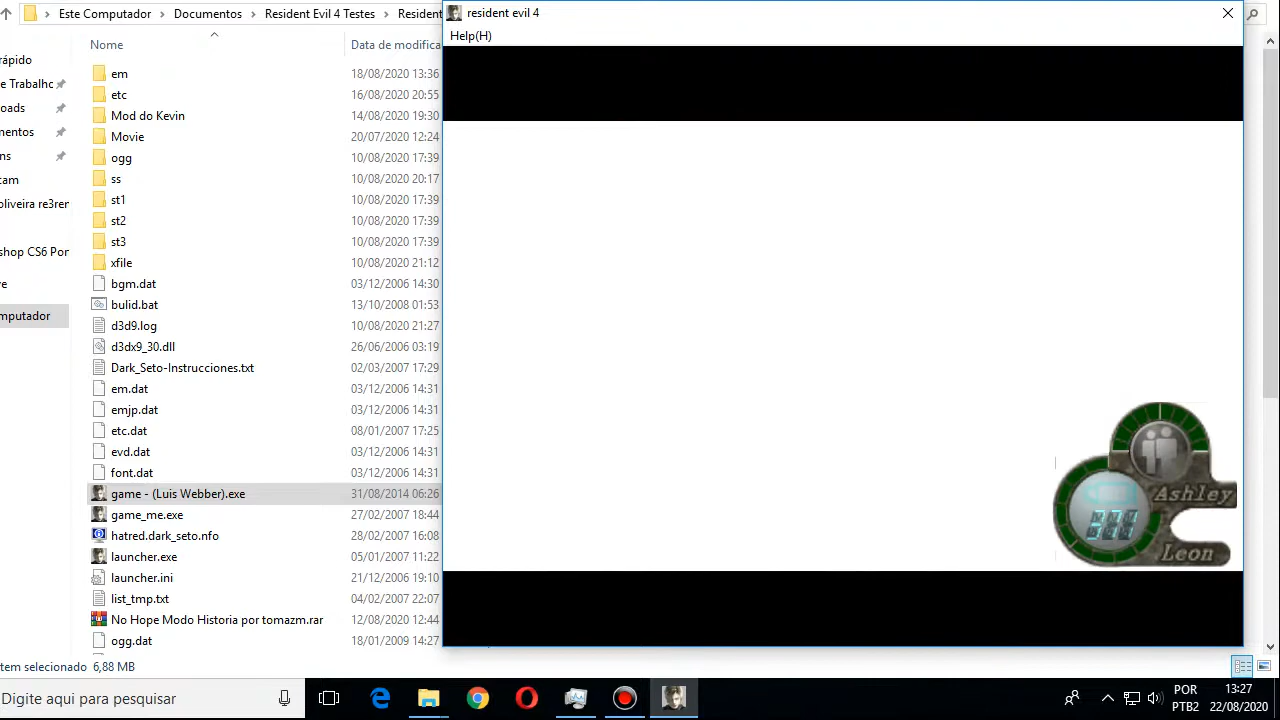 Este Computador > Documentos > Resident Evil 4 Testes > Residen
resident evil 4
Help(H)
Nome
Data de modifica
rápido
e Trabalhc
oads
mentos
ns
cam
oliveira re3rer
shop CS6 Por
ve
mputador
em 18/08/2020 13:36
etc 16/08/2020 20:55
Mod do Kevin 14/08/2020 19:30
Movie 20/07/2020 12:24
ogg 10/08/2020 17:39
ss 10/08/2020 20:17
st1 10/08/2020 17:39
st2 10/08/2020 17:39
st3 10/08/2020 17:39
xfile 10/08/2020 21:12
bgm.dat 03/12/2006 14:30
bulid.bat 13/10/2008 01:53
d3d9.log 10/08/2020 21:27
d3dx9_30.dll 26/06/2006 03:19
Dark_Seto-Instrucciones.txt 02/03/2007 17:29
em.dat 03/12/2006 14:31
emjp.dat 03/12/2006 14:31
etc.dat 08/01/2007 17:25
evd.dat 03/12/2006 14:31
font.dat 03/12/2006 14:31
game - (Luis Webber).exe 31/08/2014 06:26
game_me.exe 27/02/2007 18:44
hatred.dark_seto.nfo 28/02/2007 16:08
launcher.exe 05/01/2007 11:22
launcher.ini 21/12/2006 19:10
list_tmp.txt 04/02/2007 22:07
No Hope Modo Historia por tomazm.rar 12/08/2020 12:44
ogg.dat 18/01/2009 14:27
Ashley
371
Leon
tem selecionado 6,88 MB
Digite aqui para pesquisar
POR
PTB2
13:27
22/08/2020